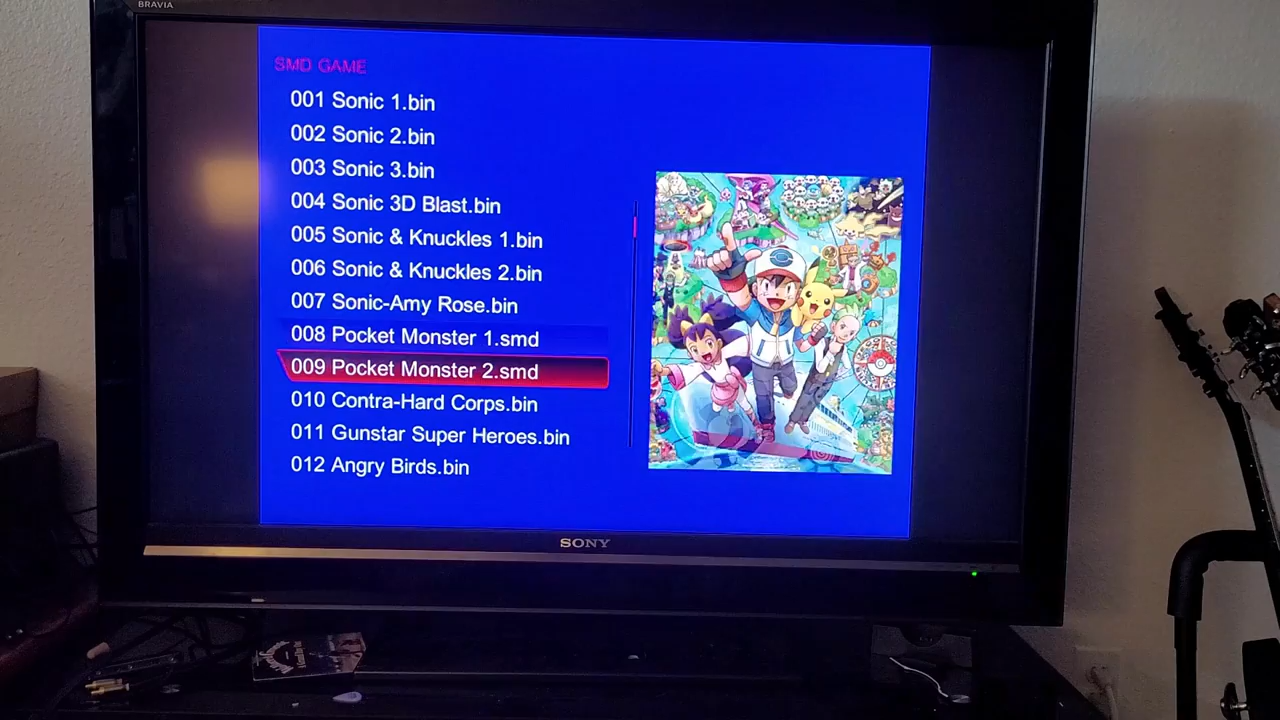 BRAVIA
SMD GAME
001 Sonic 1.bin
002 Sonic 2.bin
003 Sonic 3.bin
004 Sonic 3D Blast.bin
005 Sonic & Knuckles 1.bin
006 Sonic & Knuckles 2.bin
007 Sonic-Amy Rose.bin
008 Pocket Monster 1.smd
009 Pocket Monster 2.smd
010 Contra-Hard Corps.bin
011 Gunstar Super Heroes.bin
012 Angry Birds.bin
SONY